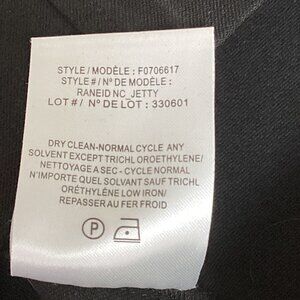 STYLE / MODÈLE : F0706617
STYLE # / Nº DE MODÈLE :
RANEID NC_JETTY
LOT # / Nº DE LOT : 330601
DRY CLEAN-NORMAL CYCLE ANY
SOLVENT EXCEPT TRICHL OROETHYLENE/
NETTOYAGE A SEC - CYCLE NORMAL
N'IMPORTE QUEL SOLVANT SAUF TRICHL
ORÉTHYLÈNE LOW IRON/
REPASSER AU FER FROID
P